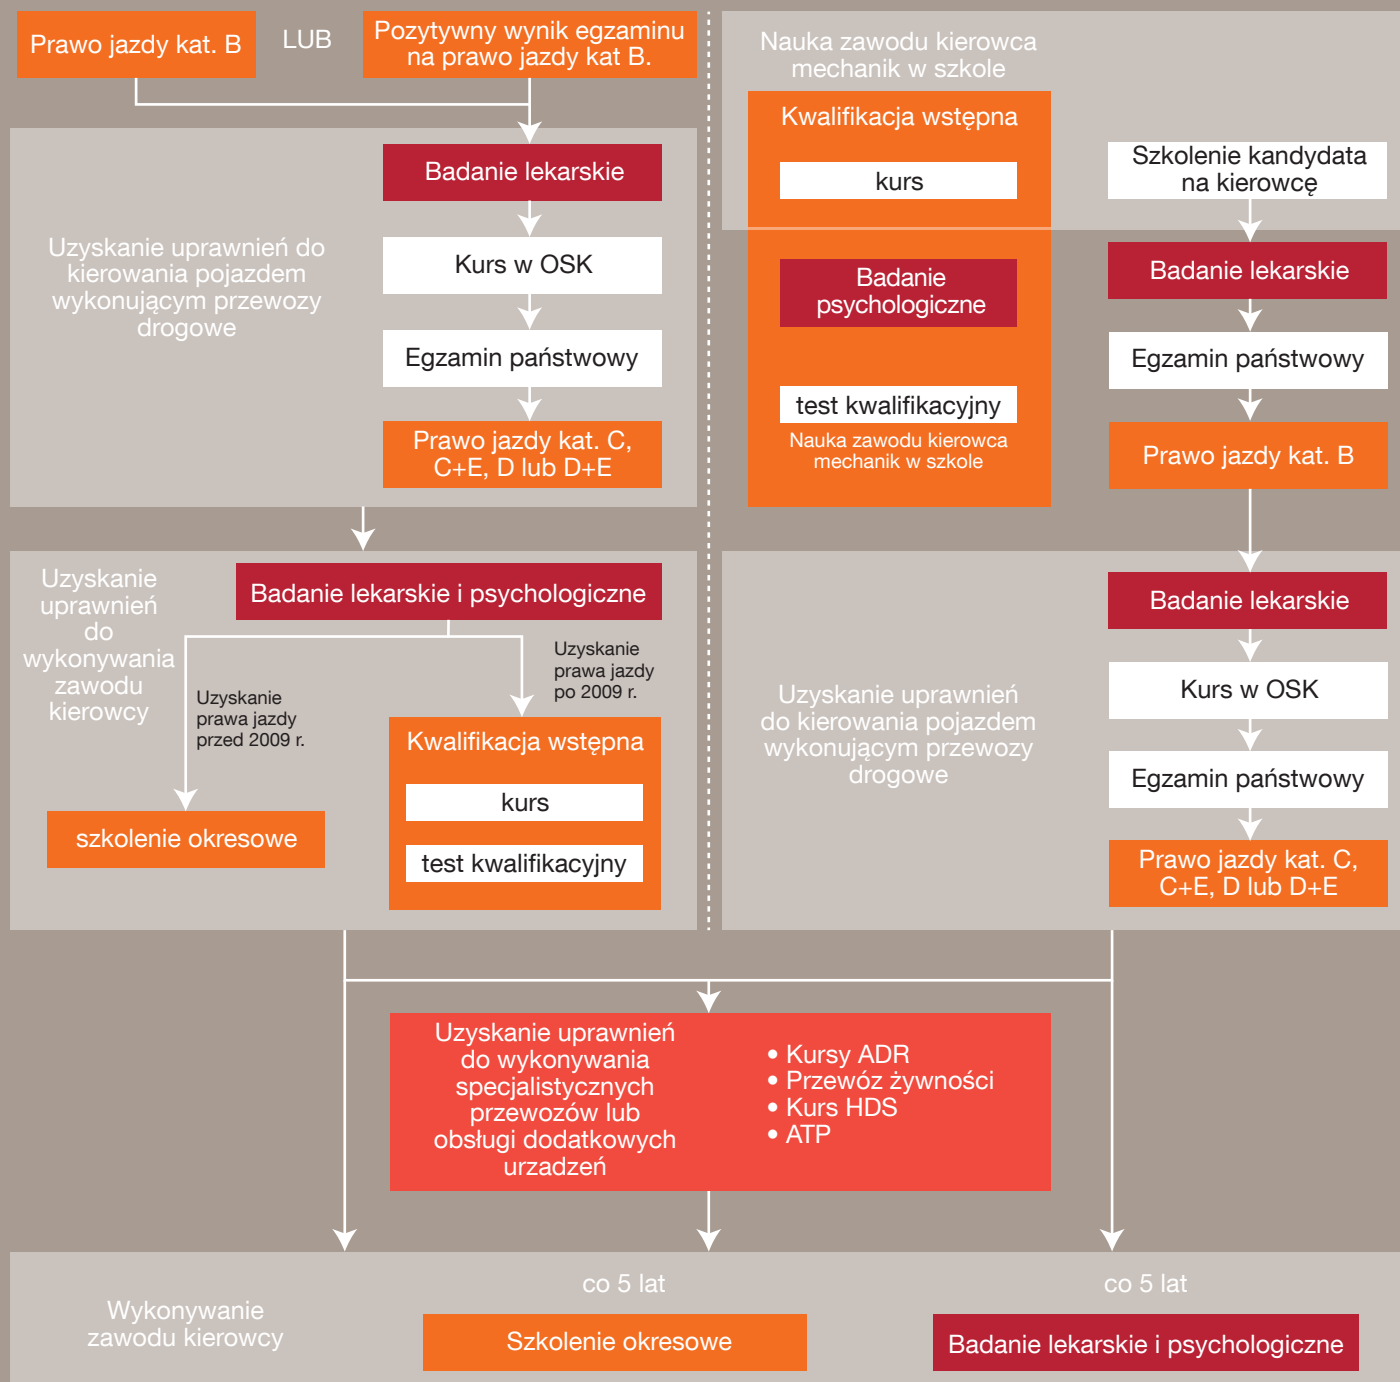 Prawo jazdy kat. B
LUB
Pozytywny wynik egzaminu
na prawo jazdy kat B.
Uzyskanie uprawnień do
kierowania pojazdem
wykonującym przewozy
drogowe
Badanie lekarskie
Kurs w OSK
Egzamin państwowy
Prawo jazdy kat. C,
C+E, D lub D+E
Uzyskanie
uprawnień
do
wykonywania
zawodu
kierowcy
Badanie lekarskie i psychologiczne
Uzyskanie
prawa jazdy
przed 2009 r.
Uzyskanie
prawa jazdy
po 2009 r.
szkolenie okresowe
Kwalifikacja wstępna
kurs
test kwalifikacyjny
Nauka zawodu kierowca
mechanik w szkole
Kwalifikacja wstępna
kurs
Badanie
psychologiczne
test kwalifikacyjny
Nauka zawodu kierowca
mechanik w szkole
Szkolenie kandydata
na kierowcę
Badanie lekarskie
Egzamin państwowy
Prawo jazdy kat. B
Uzyskanie uprawnień
do kierowania pojazdem
wykonującym przewozy
drogowe
Badanie lekarskie
Kurs w OSK
Egzamin państwowy
Prawo jazdy kat. C,
C+E, D lub D+E
Uzyskanie uprawnień
do wykonywania
specjalistycznych
przewozów lub
obsługi dodatkowych
urzadzeń
• Kursy ADR
• Przewóz żywności
• Kurs HDS
• ATP
Wykonywanie
zawodu kierowcy
co 5 lat
Szkolenie okresowe
co 5 lat
Badanie lekarskie i psychologiczne